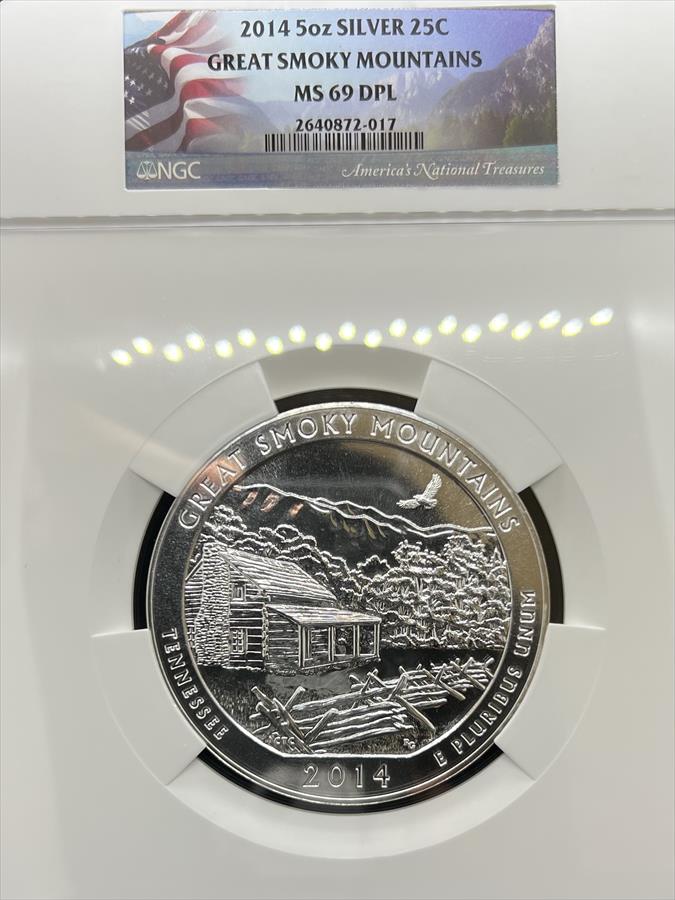 2014 5oz SILVER 25C
GREAT SMOKY MOUNTAINS
MS 69 DPL
2640872-017
NGC
America's National Treasures
GREAT SMOKY MOUNTAINS
TENNESSEE
E PLURIBUS UNUM
2014